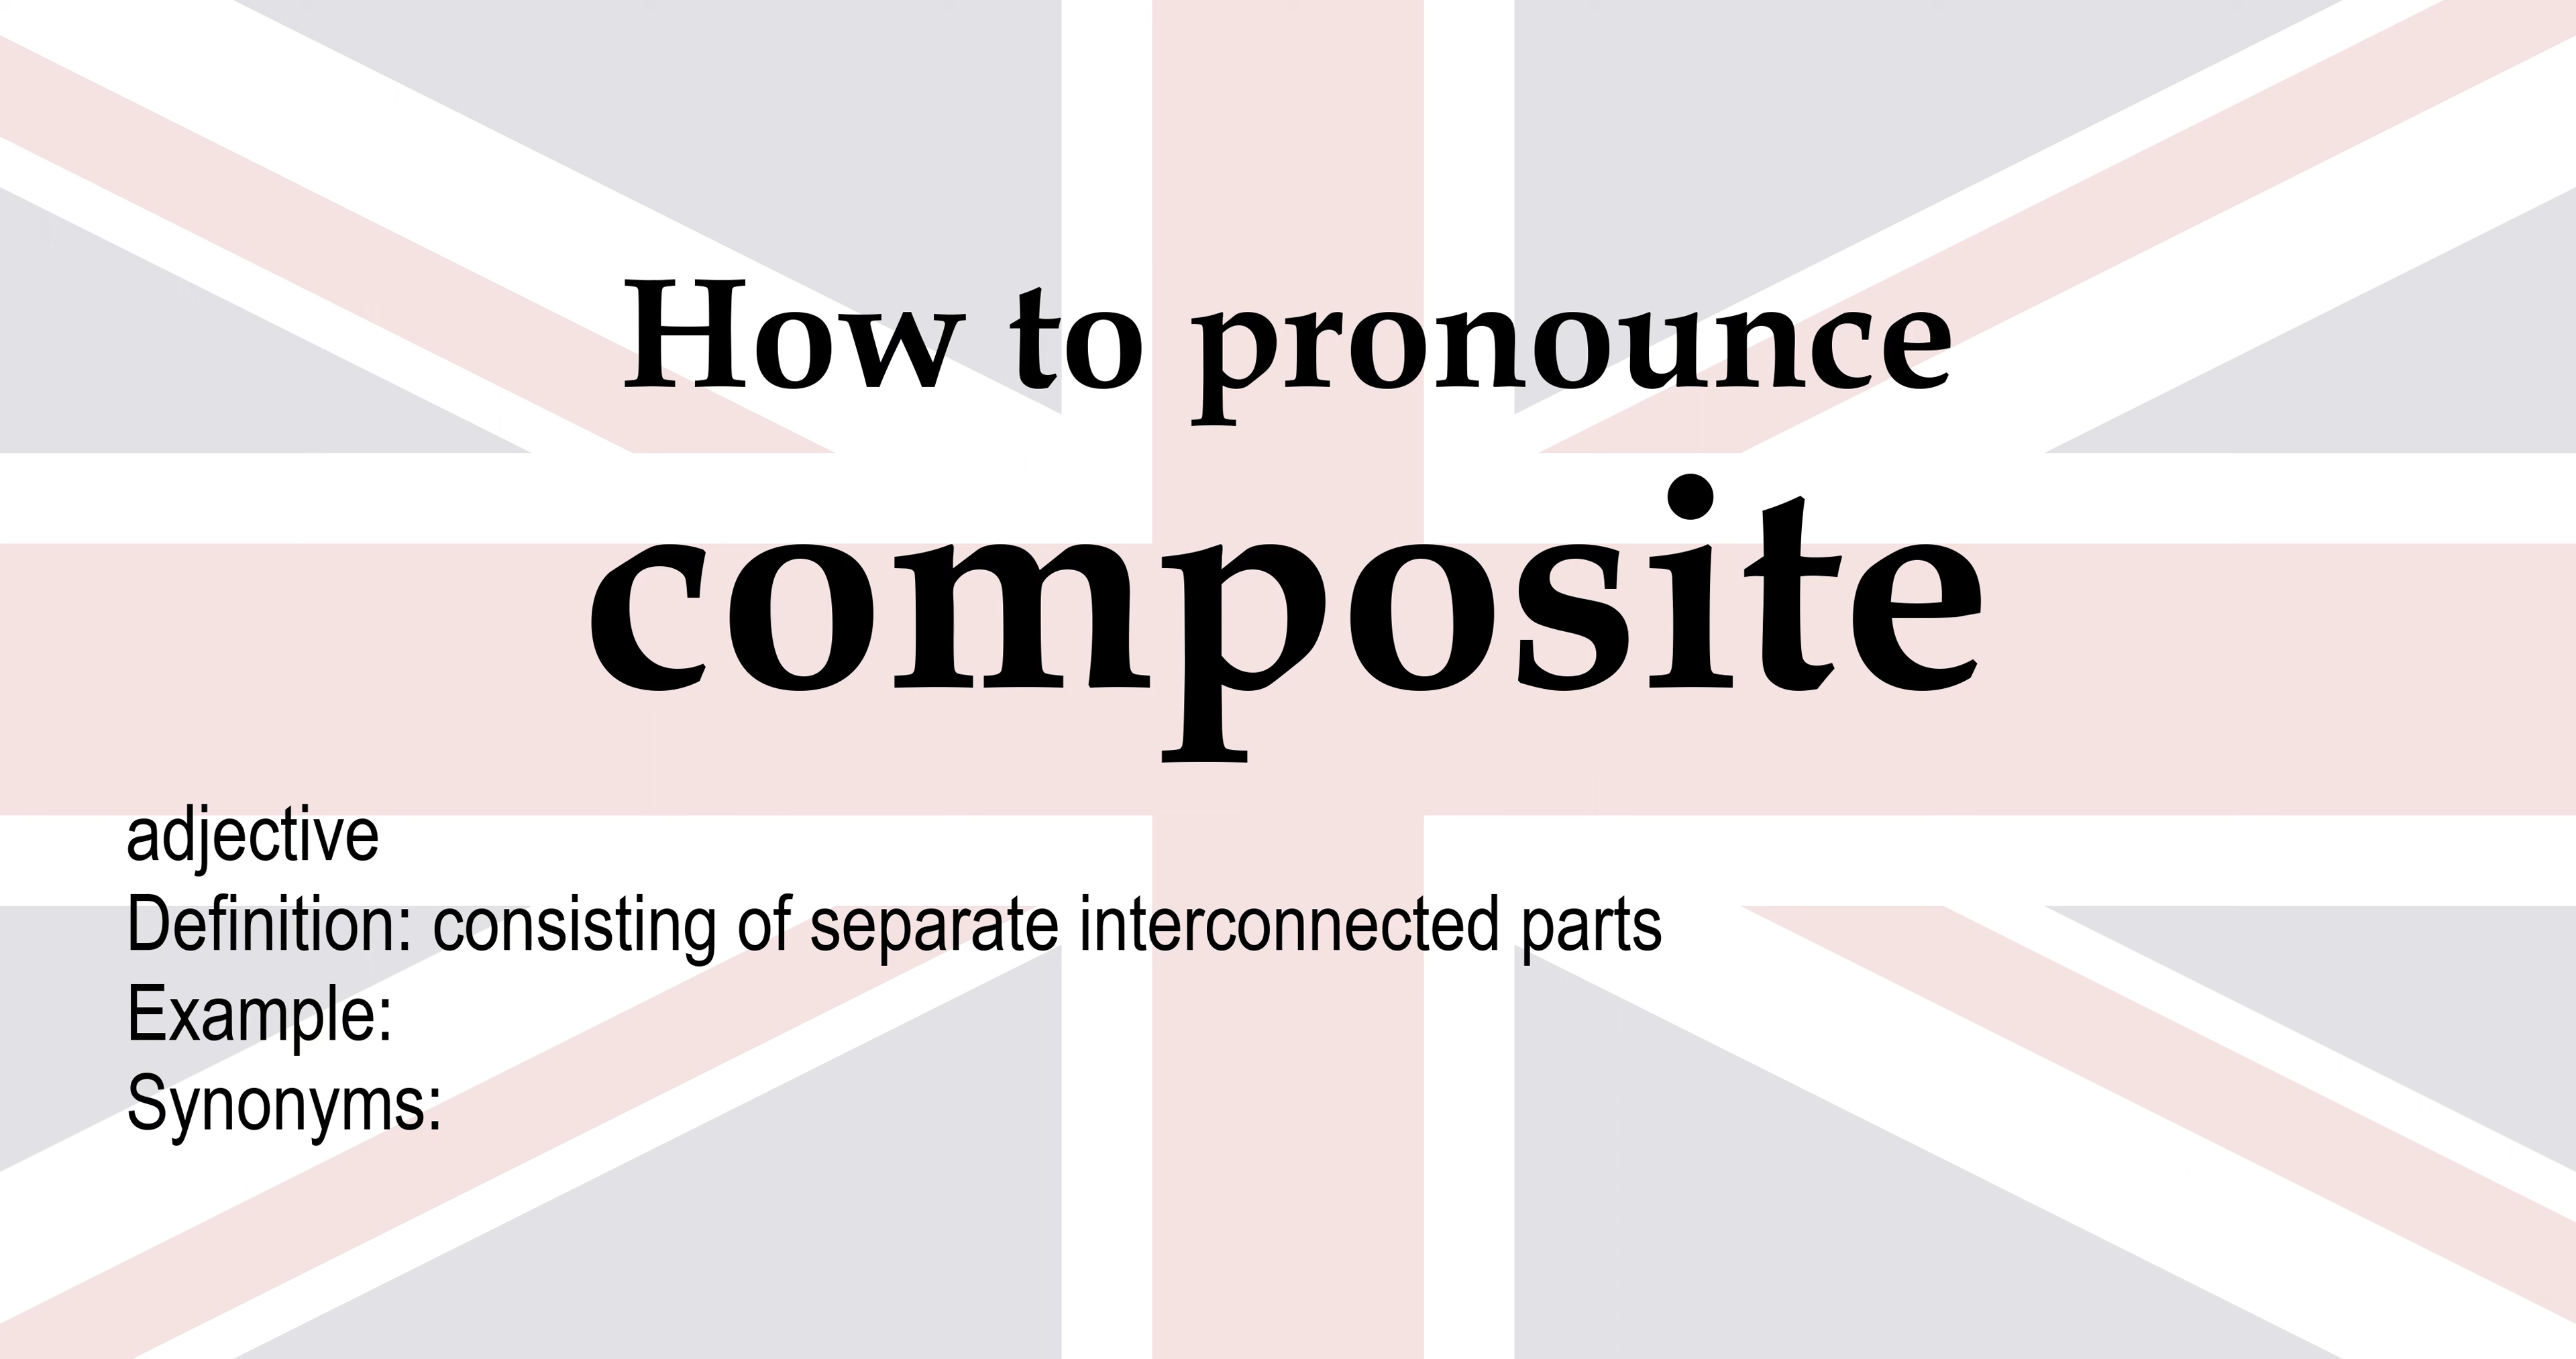 How to pronounce
composite
adjective
Definition: consisting of separate interconnected parts
Example:
Synonyms: